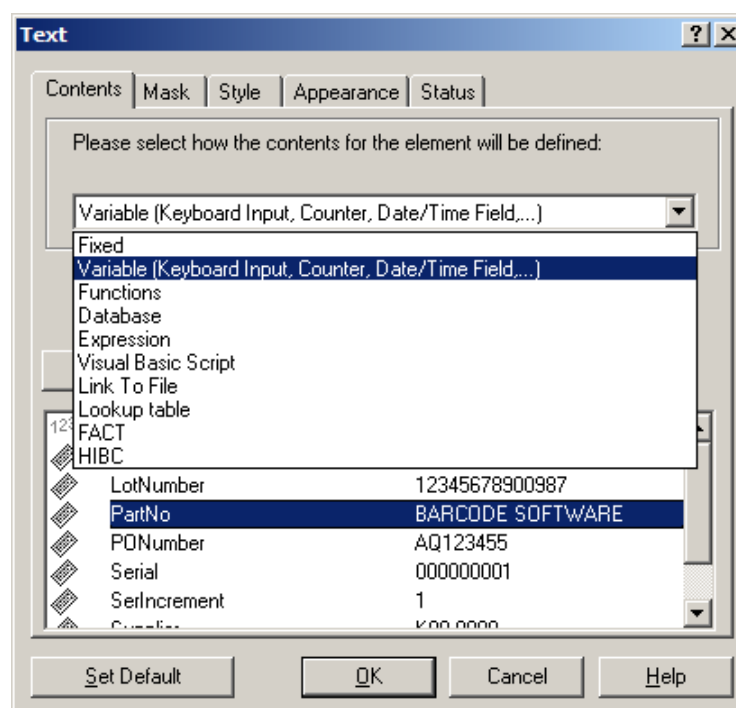 Text
Contents Mask Style Appearance Status
Please select how the contents for the element will be defined:
Variable (Keyboard Input, Counter, Date/Time Field,...)
Fixed
Variable (Keyboard Input, Counter, Date/Time Field,...)
Functions
Database
Expression
Visual Basic Script
Link To File
Lookup table
FACT
HIBC
LotNumber 12345678900987
PartNo BARCODE SOFTWARE
PONumber AQ123455
Serial 000000001
SerIncrement 1
Set Default OK Cancel Help